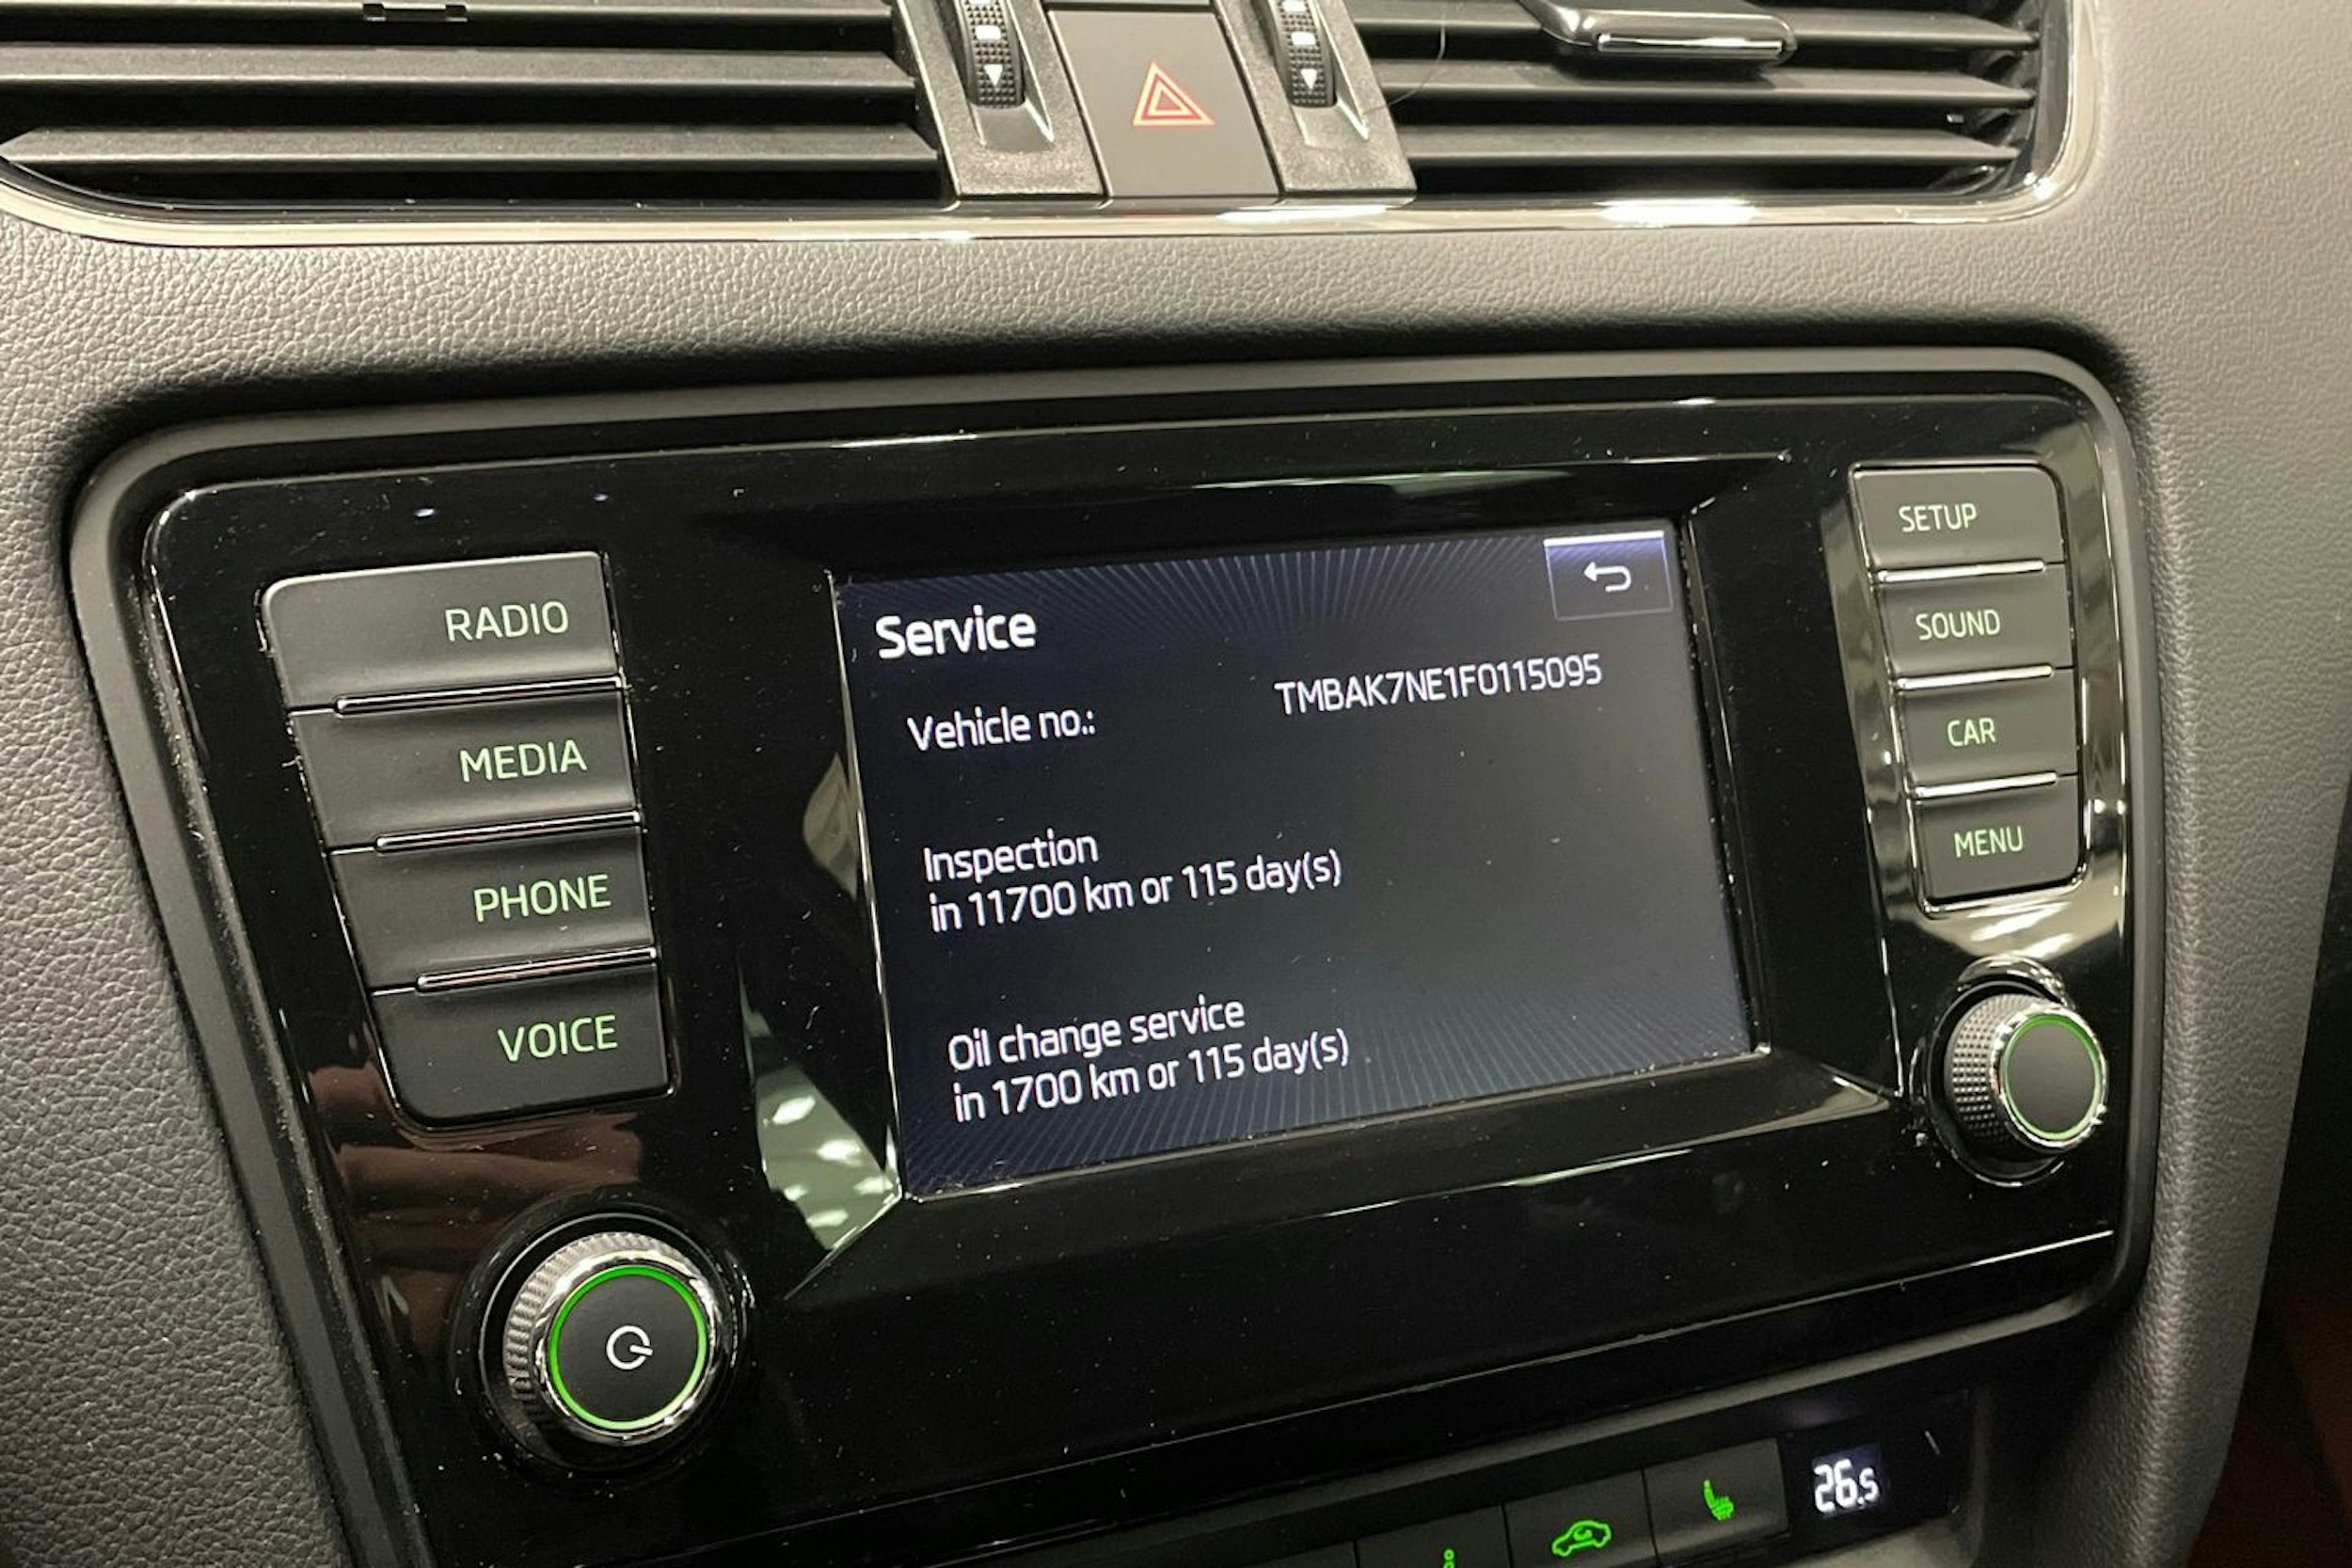 RADIO
MEDIA
PHONE
VOICE
Service
Vehicle no.: TMBAK7NE1F0115095
Inspection
in 11700 km or 115 day(s)
Oil change service
in 1700 km or 115 day(s)
SETUP
SOUND
CAR
MENU
26.5